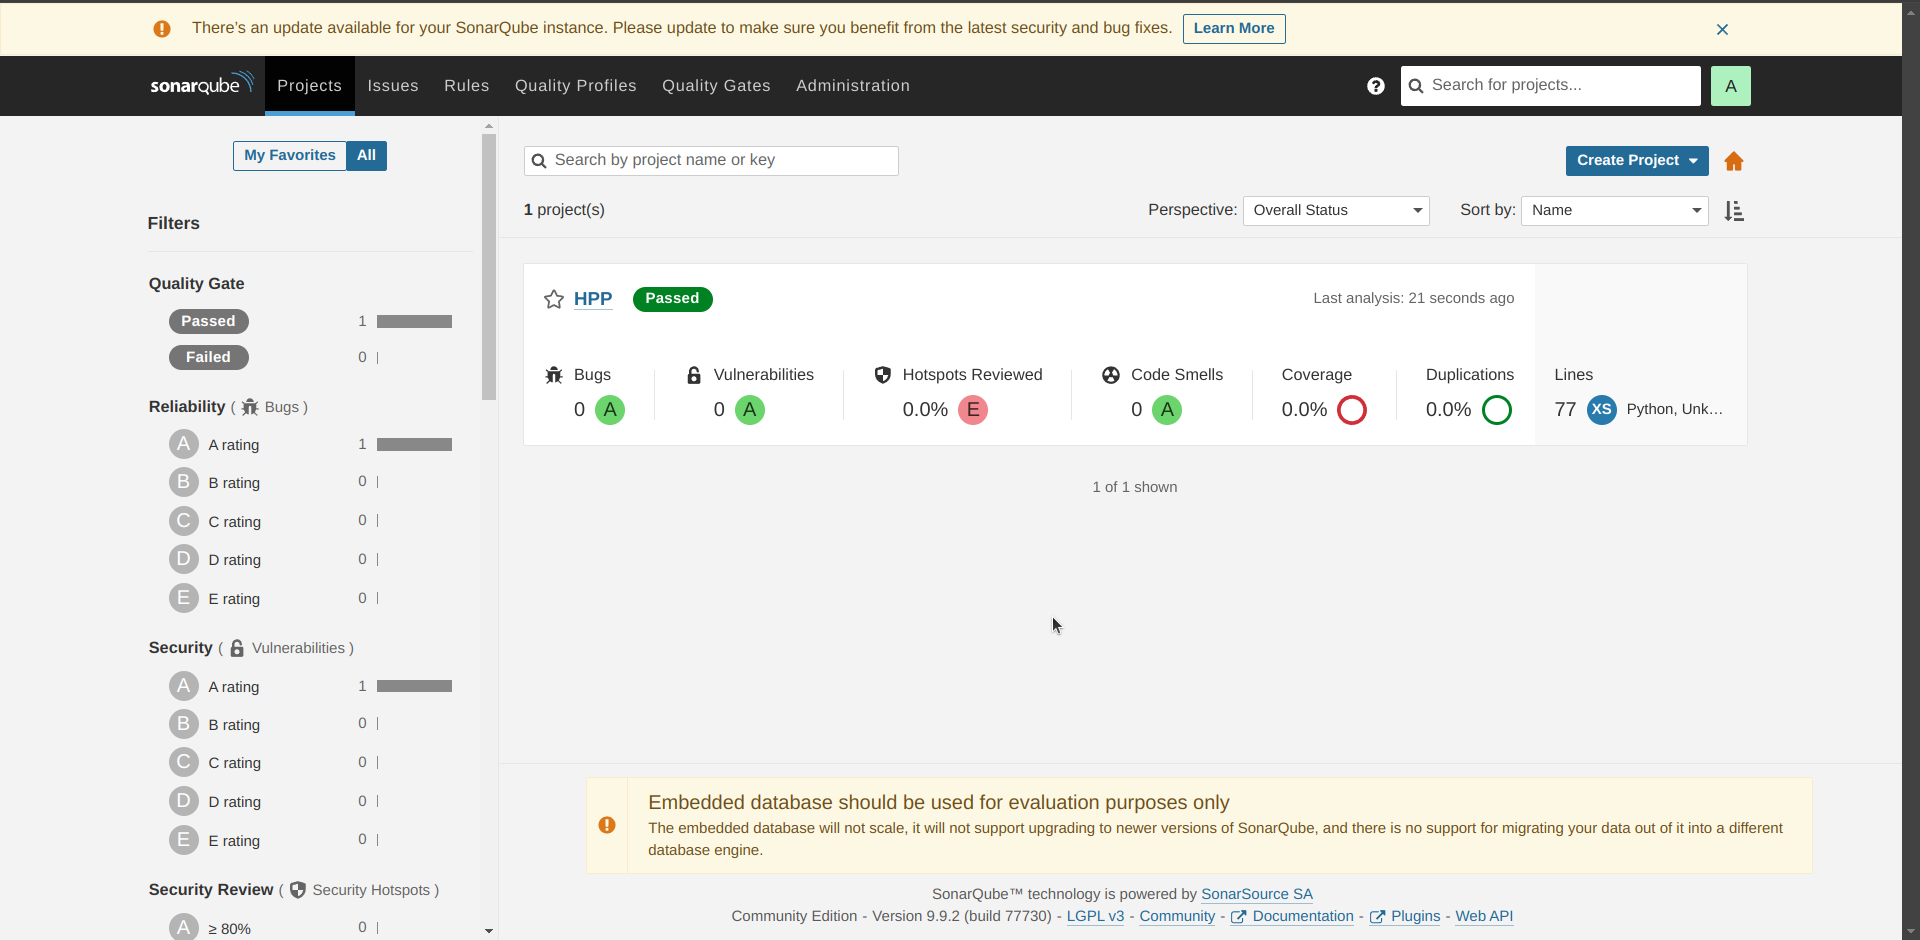 There's an update available for your SonarQube instance. Please update to make sure you benefit from the latest security and bug fixes. Learn More
sonarqube Projects Issues Rules Quality Profiles Quality Gates Administration Search for projects... A
My Favorites All
Filters
Quality Gate
Passed 1
Failed 0
Reliability ( Bugs )
A A rating 1
B B rating 0
C C rating 0
D D rating 0
E E rating 0
Security ( Vulnerabilities )
A A rating 1
B B rating 0
C C rating 0
D D rating 0
E E rating 0
Security Review ( Security Hotspots )
A ≥ 80% 0
Search by project name or key Create Project
1 project(s) Perspective: Overall Status Sort by: Name
HPP Passed Last analysis: 21 seconds ago
Bugs Vulnerabilities Hotspots Reviewed Code Smells Coverage Duplications Lines
0 A 0 A 0.0% E 0 A 0.0% 0.0% 77 XS Python, Unk...
1 of 1 shown
Embedded database should be used for evaluation purposes only
The embedded database will not scale, it will not support upgrading to newer versions of SonarQube, and there is no support for migrating your data out of it into a different
database engine.
SonarQube™ technology is powered by SonarSource SA
Community Edition - Version 9.9.2 (build 77730) - LGPL v3 - Community - Documentation - Plugins - Web API